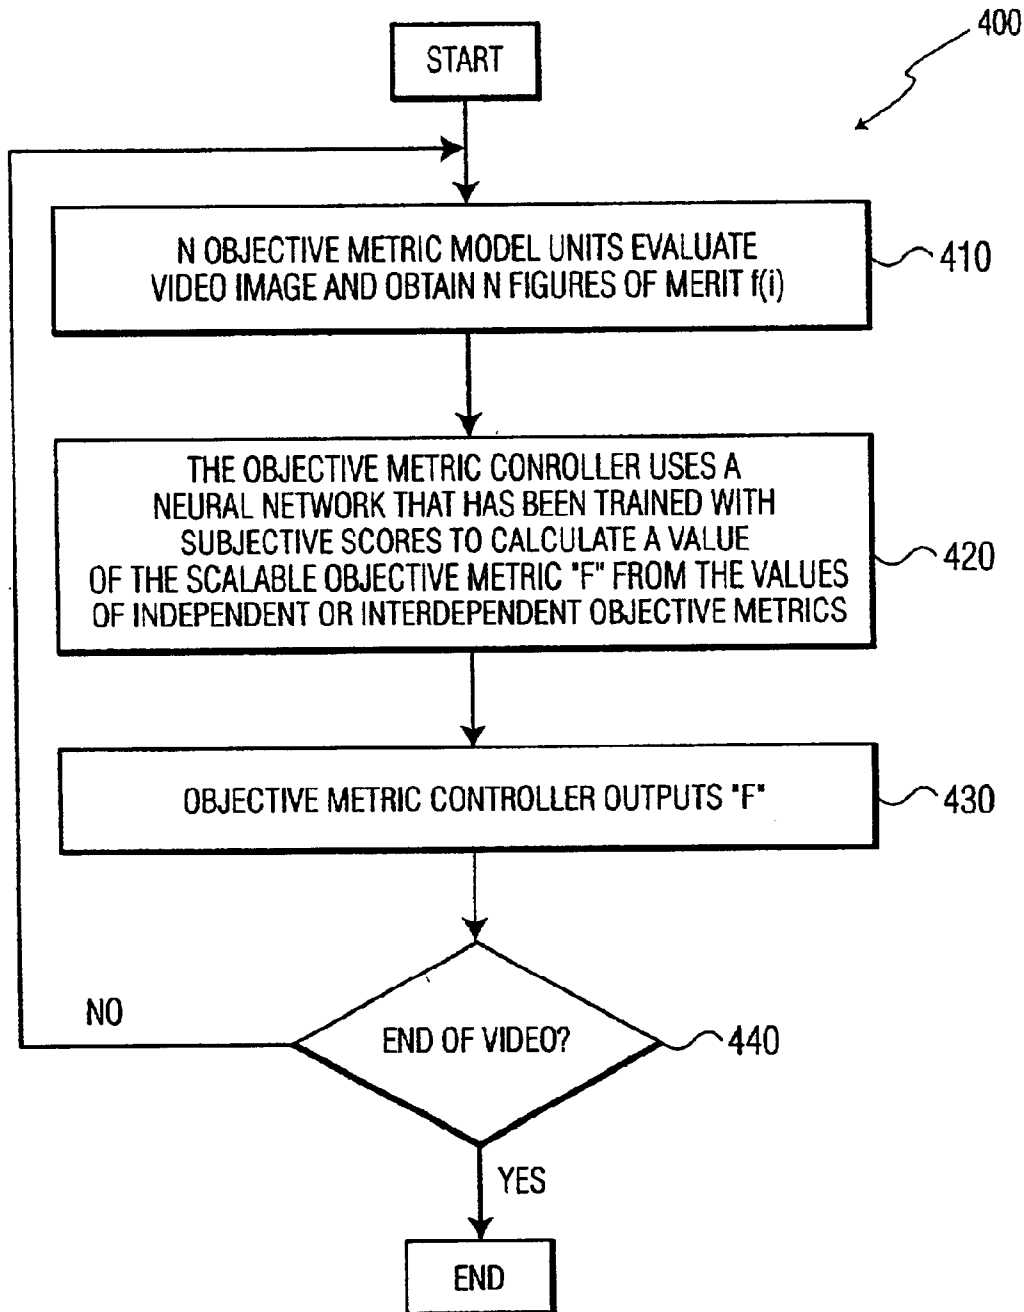 400
START
N OBJECTIVE METRIC MODEL UNITS EVALUATE
VIDEO IMAGE AND OBTAIN N FIGURES OF MERIT f(i)
410
THE OBJECTIVE METRIC CONROLLER USES A
NEURAL NETWORK THAT HAS BEEN TRAINED WITH
SUBJECTIVE SCORES TO CALCULATE A VALUE
OF THE SCALABLE OBJECTIVE METRIC "F" FROM THE VALUES
OF INDEPENDENT OR INTERDEPENDENT OBJECTIVE METRICS
420
OBJECTIVE METRIC CONTROLLER OUTPUTS "F"
430
NO
END OF VIDEO?
440
YES
END